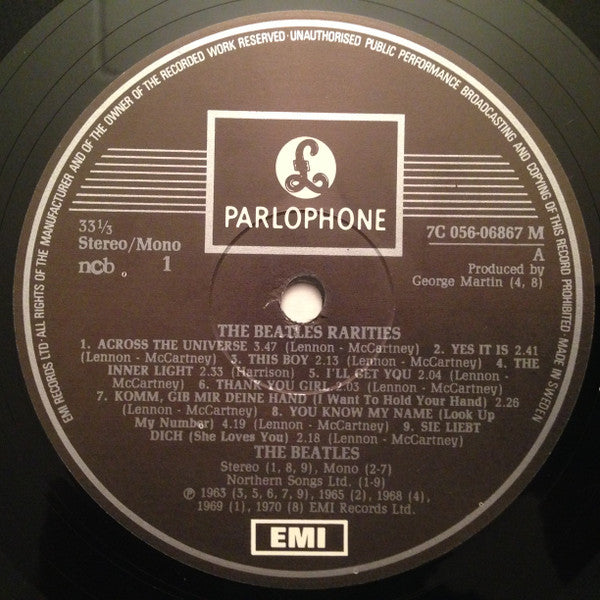 EMI RECORDS LTD · ALL RIGHTS OF THE MANUFACTURER AND OF THE OWNER OF THE RECORDED WORK RESERVED · UNAUTHORISED PUBLIC PERFORMANCE BROADCASTING AND COPYING OF THIS RECORD PROHIBITED MADE IN SWEDEN
£
PARLOPHONE
33 1/3
Stereo/Mono
ncb 1
7C 056-06867 M
A
Produced by
George Martin (4, 8)
THE BEATLES RARITIES
1. ACROSS THE UNIVERSE 3.47 (Lennon - McCartney) 2. YES IT IS 2.41
(Lennon - McCartney) 3. THIS BOY 2.13 (Lennon - McCartney) 4. THE
INNER LIGHT 2.33 (Harrison) 5. I'LL GET YOU 2.04 (Lennon -
McCartney) 6. THANK YOU GIRL 2.03 (Lennon - McCartney)
7. KOMM, GIB MIR DEINE HAND (I Want To Hold Your Hand) 2.26
(Lennon - McCartney) 8. YOU KNOW MY NAME (Look Up
My Number) 4.19 (Lennon - McCartney) 9. SIE LIEBT
DICH (She Loves You) 2.18 (Lennon - McCartney)
THE BEATLES
Stereo (1, 8, 9), Mono (2-7)
Northern Songs Ltd. (1-9)
℗ 1963 (3, 5, 6, 7, 9), 1965 (2), 1968 (4),
1969 (1), 1970 (8) EMI Records Ltd.
EMI